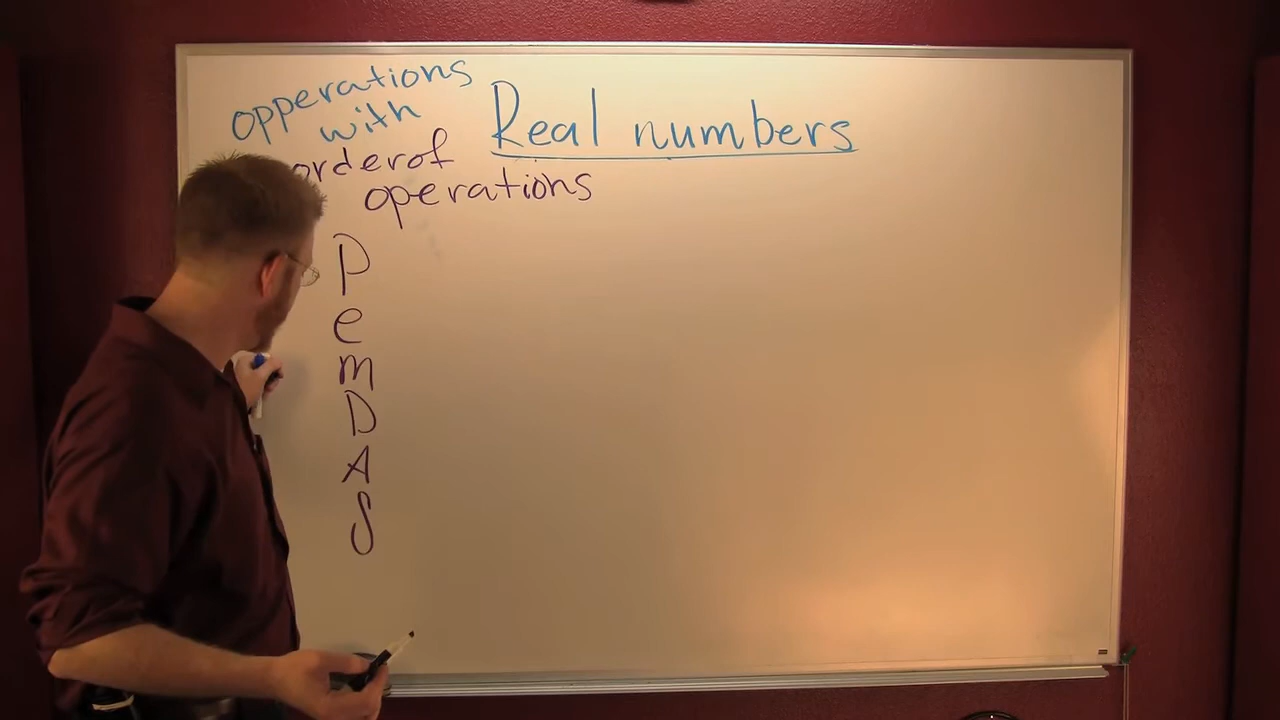 opperations
with
Real numbers
order of
operations
P
e
m
D
A
S